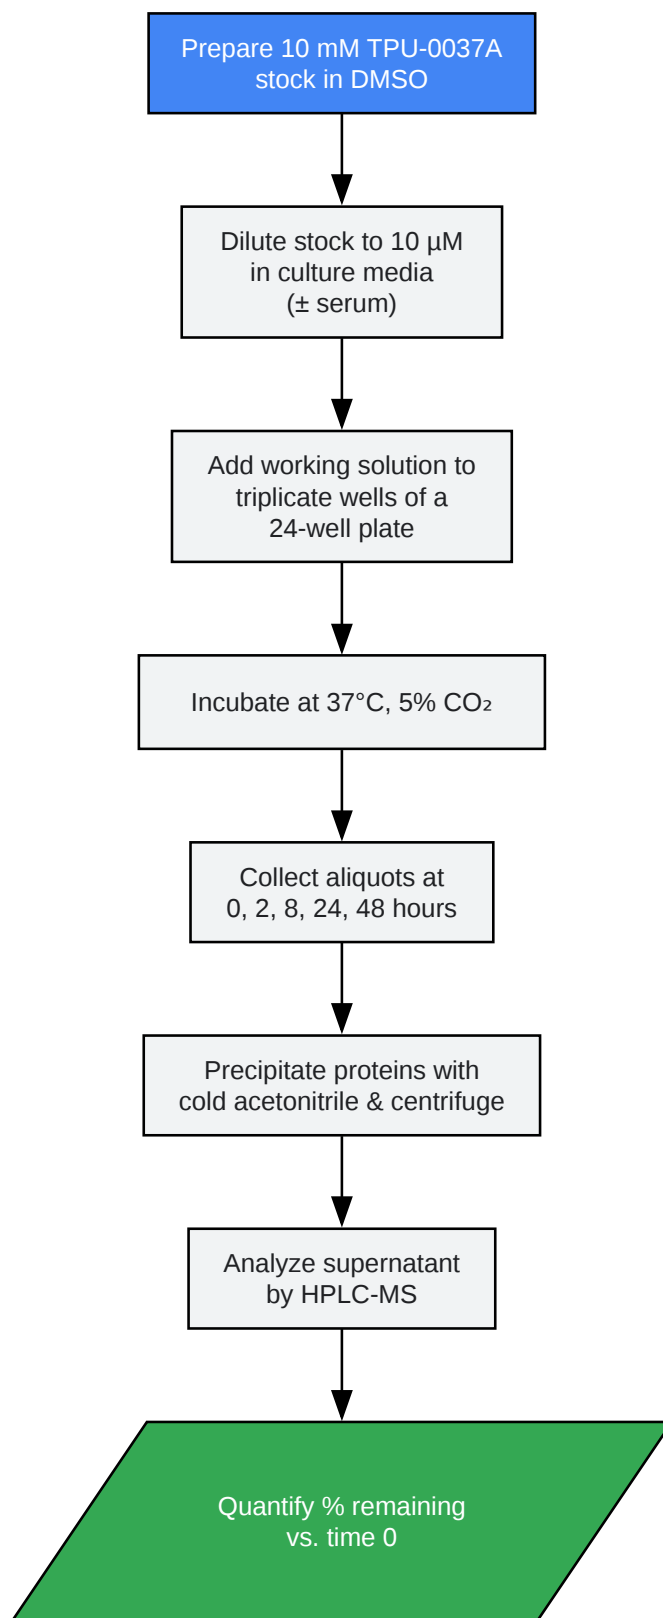 Prepare 10 mM TPU-0037A
stock in DMSO
Dilute stock to 10 µM
in culture media
(± serum)
Add working solution to
triplicate wells of a
24-well plate
Incubate at 37°C, 5% CO₂
Collect aliquots at
0, 2, 8, 24, 48 hours
Precipitate proteins with
cold acetonitrile & centrifuge
Analyze supernatant
by HPLC-MS
Quantify % remaining
vs. time 0